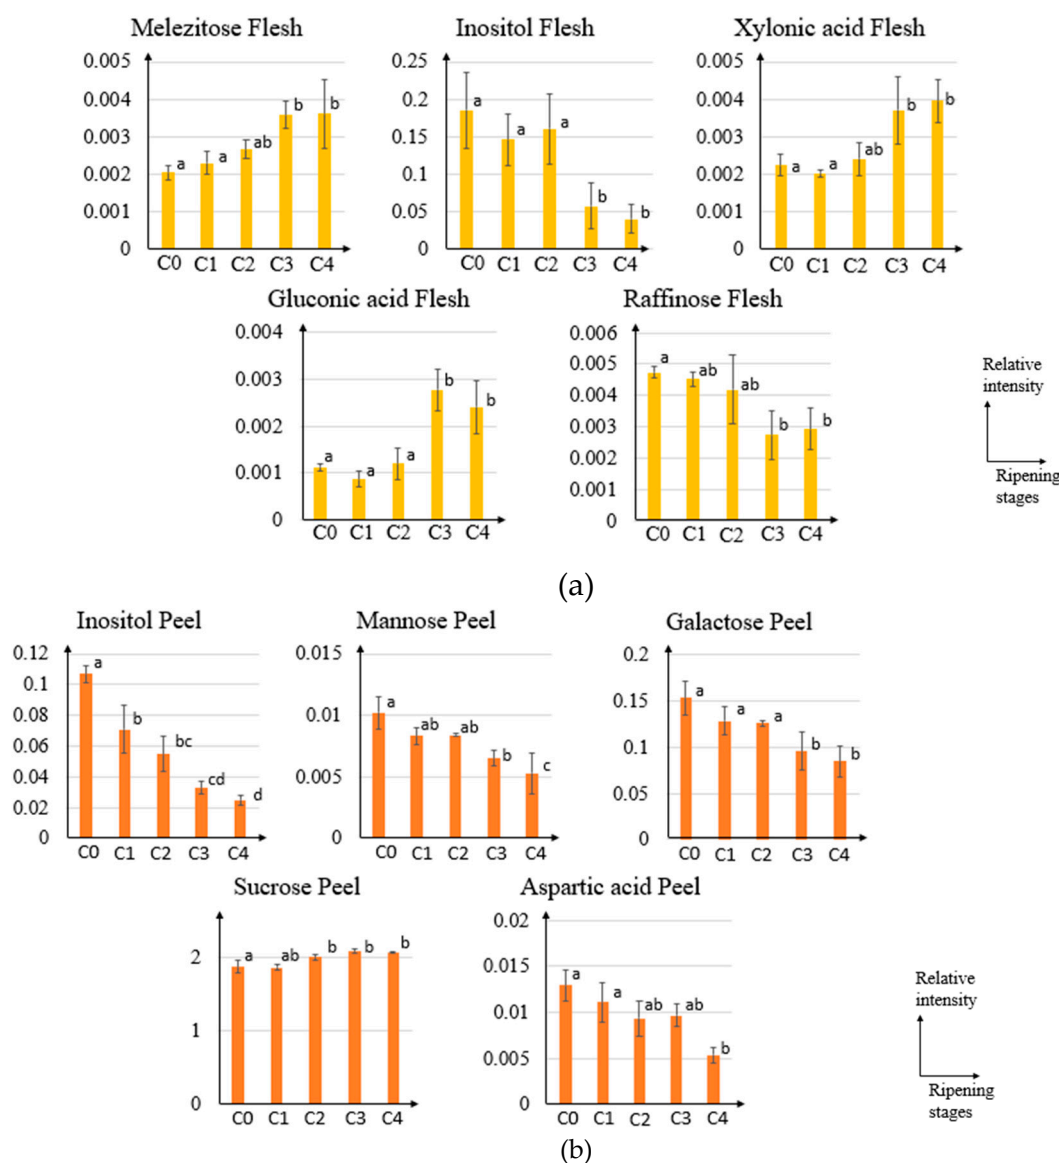 Melezitose Flesh
0.005
0.004
0.003
0.002
0.001
0
a
a
ab
b
b
C0 C1 C2 C3 C4
Inositol Flesh
0.25
0.2
0.15
0.1
0.05
0
a
a
a
b
b
C0 C1 C2 C3 C4
Xylonic acid Flesh
0.005
0.004
0.003
0.002
0.001
0
a
a
ab
b
b
C0 C1 C2 C3 C4
Gluconic acid Flesh
0.004
0.003
0.002
0.001
0
a
a
a
b
b
C0 C1 C2 C3 C4
Raffinose Flesh
0.006
0.005
0.004
0.003
0.002
0.001
0
a
ab
ab
b
b
C0 C1 C2 C3 C4
Relative
intensity
Ripening
stages
(a)
Inositol Peel
0.12
0.1
0.08
0.06
0.04
0.02
0
a
b
bc
cd
d
C0 C1 C2 C3 C4
Mannose Peel
0.015
0.01
0.005
0
a
ab
ab
b
c
C0 C1 C2 C3 C4
Galactose Peel
0.2
0.15
0.1
0.05
0
a
a
a
b
b
C0 C1 C2 C3 C4
Sucrose Peel
2
1
0
a
ab
b
b
b
C0 C1 C2 C3 C4
Aspartic acid Peel
0.02
0.015
0.01
0.005
0
a
a
ab
ab
b
C0 C1 C2 C3 C4
Relative
intensity
Ripening
stages
(b)